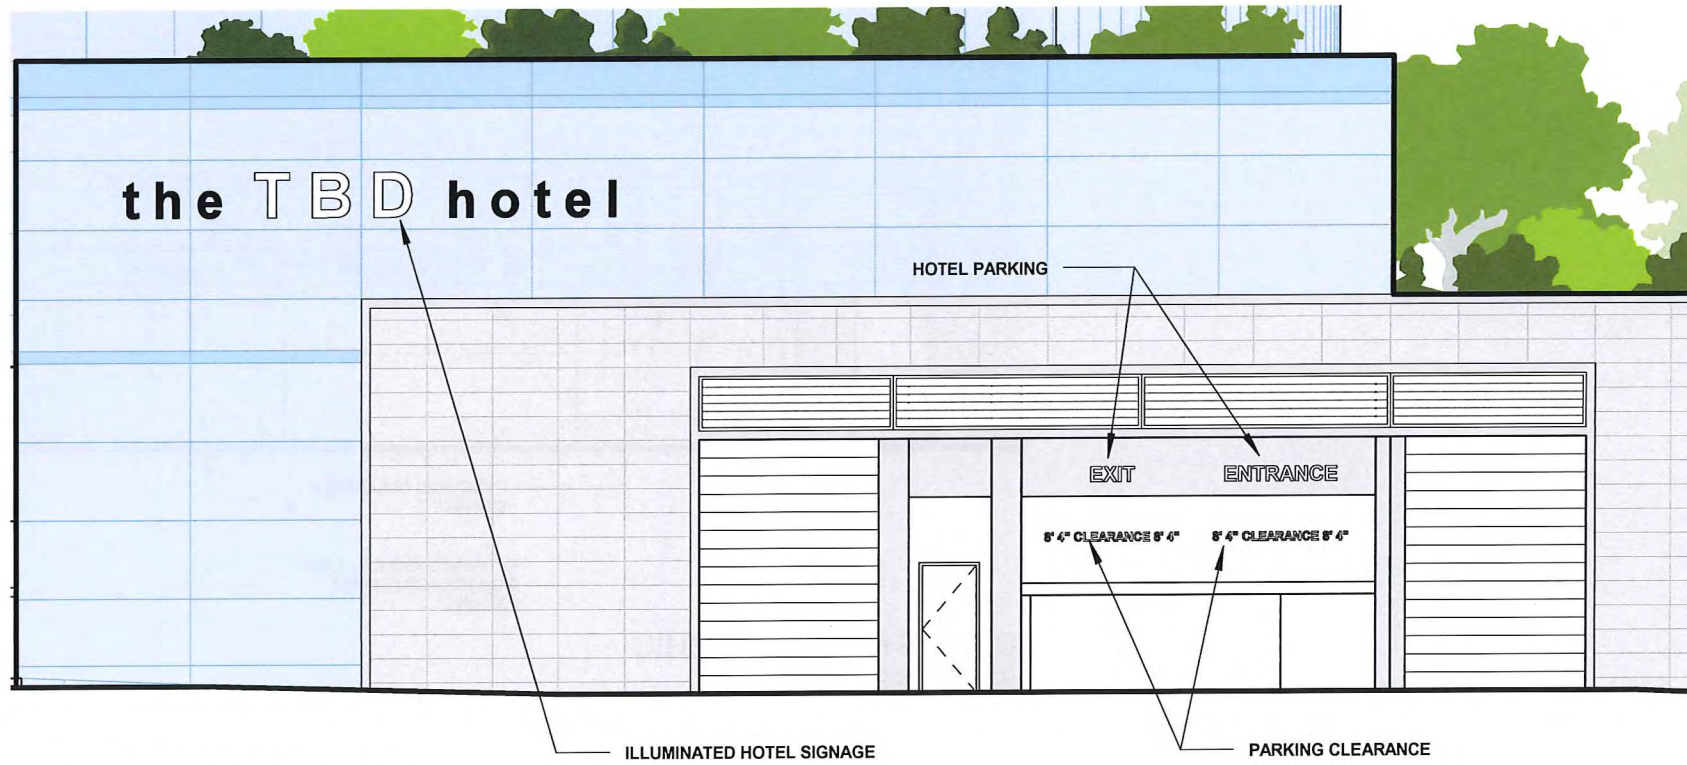 the TBD hotel
HOTEL PARKING
EXIT ENTRANCE
8' 4" CLEARANCE 8' 4" 8' 4" CLEARANCE 8' 4"
ILLUMINATED HOTEL SIGNAGE
PARKING CLEARANCE